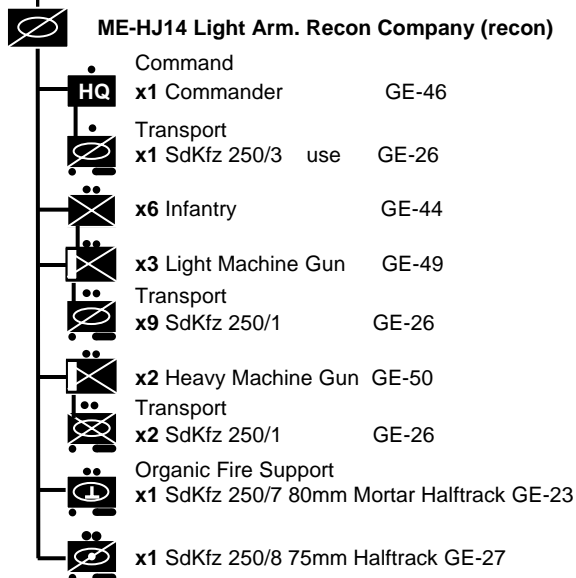 ME-HJ14 Light Arm. Recon Company (recon)
Command
HQ x1 Commander GE-46
Transport
x1 SdKfz 250/3 use GE-26
x6 Infantry GE-44
x3 Light Machine Gun GE-49
Transport
x9 SdKfz 250/1 GE-26
x2 Heavy Machine Gun GE-50
Transport
x2 SdKfz 250/1 GE-26
Organic Fire Support
x1 SdKfz 250/7 80mm Mortar Halftrack GE-23
x1 SdKfz 250/8 75mm Halftrack GE-27